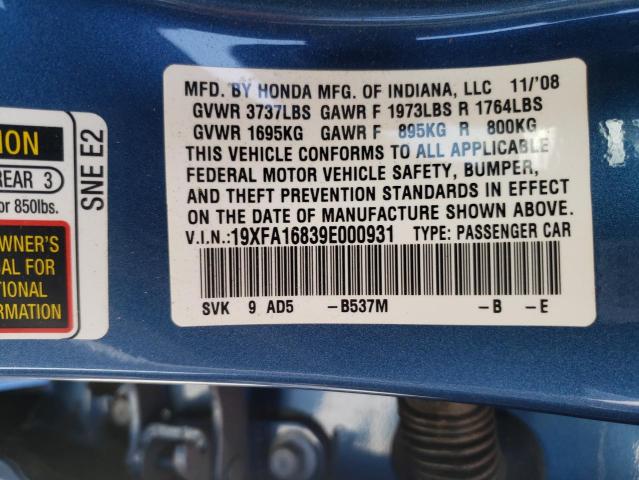 ION
REAR 3)
or 850lbs.
WNER'S
AL FOR
TIONAL
FORMATION
SNE E2
MFD. BY HONDA MFG. OF INDIANA, LLC 11/'08
GVWR 3737LBS GAWR F 1973LBS R 1764LBS
GVWR 1695KG GAWR F 895KG R 800KG
THIS VEHICLE CONFORMS TO ALL APPLICABLE
FEDERAL MOTOR VEHICLE SAFETY, BUMPER,
AND THEFT PREVENTION STANDARDS IN EFFECT
ON THE DATE OF MANUFACTURE SHOWN ABOVE.
V.I.N.:19XFA16839E000931 TYPE: PASSENGER CAR
SVK 9 AD5 –B537M –B –E